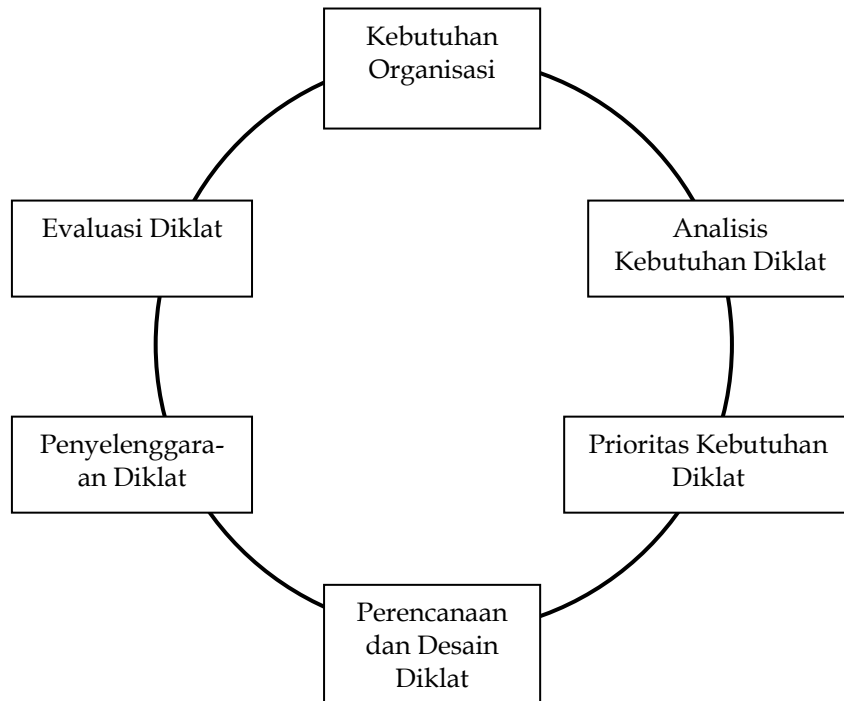 Kebutuhan
Organisasi
Evaluasi Diklat
Analisis
Kebutuhan Diklat
Penyelenggara-
an Diklat
Prioritas Kebutuhan
Diklat
Perencanaan
dan Desain
Diklat